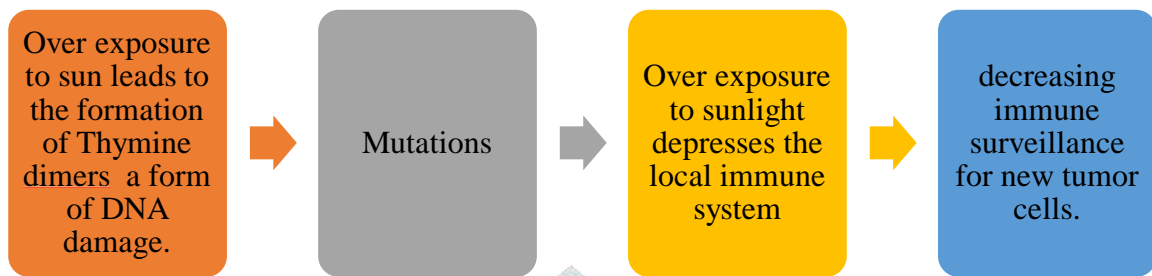 Over exposure
to sun leads to
the formation
of Thymine
dimers a form
of DNA
damage.
Mutations
Over exposure
to sunlight
depresses the
local immune
system
decreasing
immune
surveillance
for new tumor
cells.